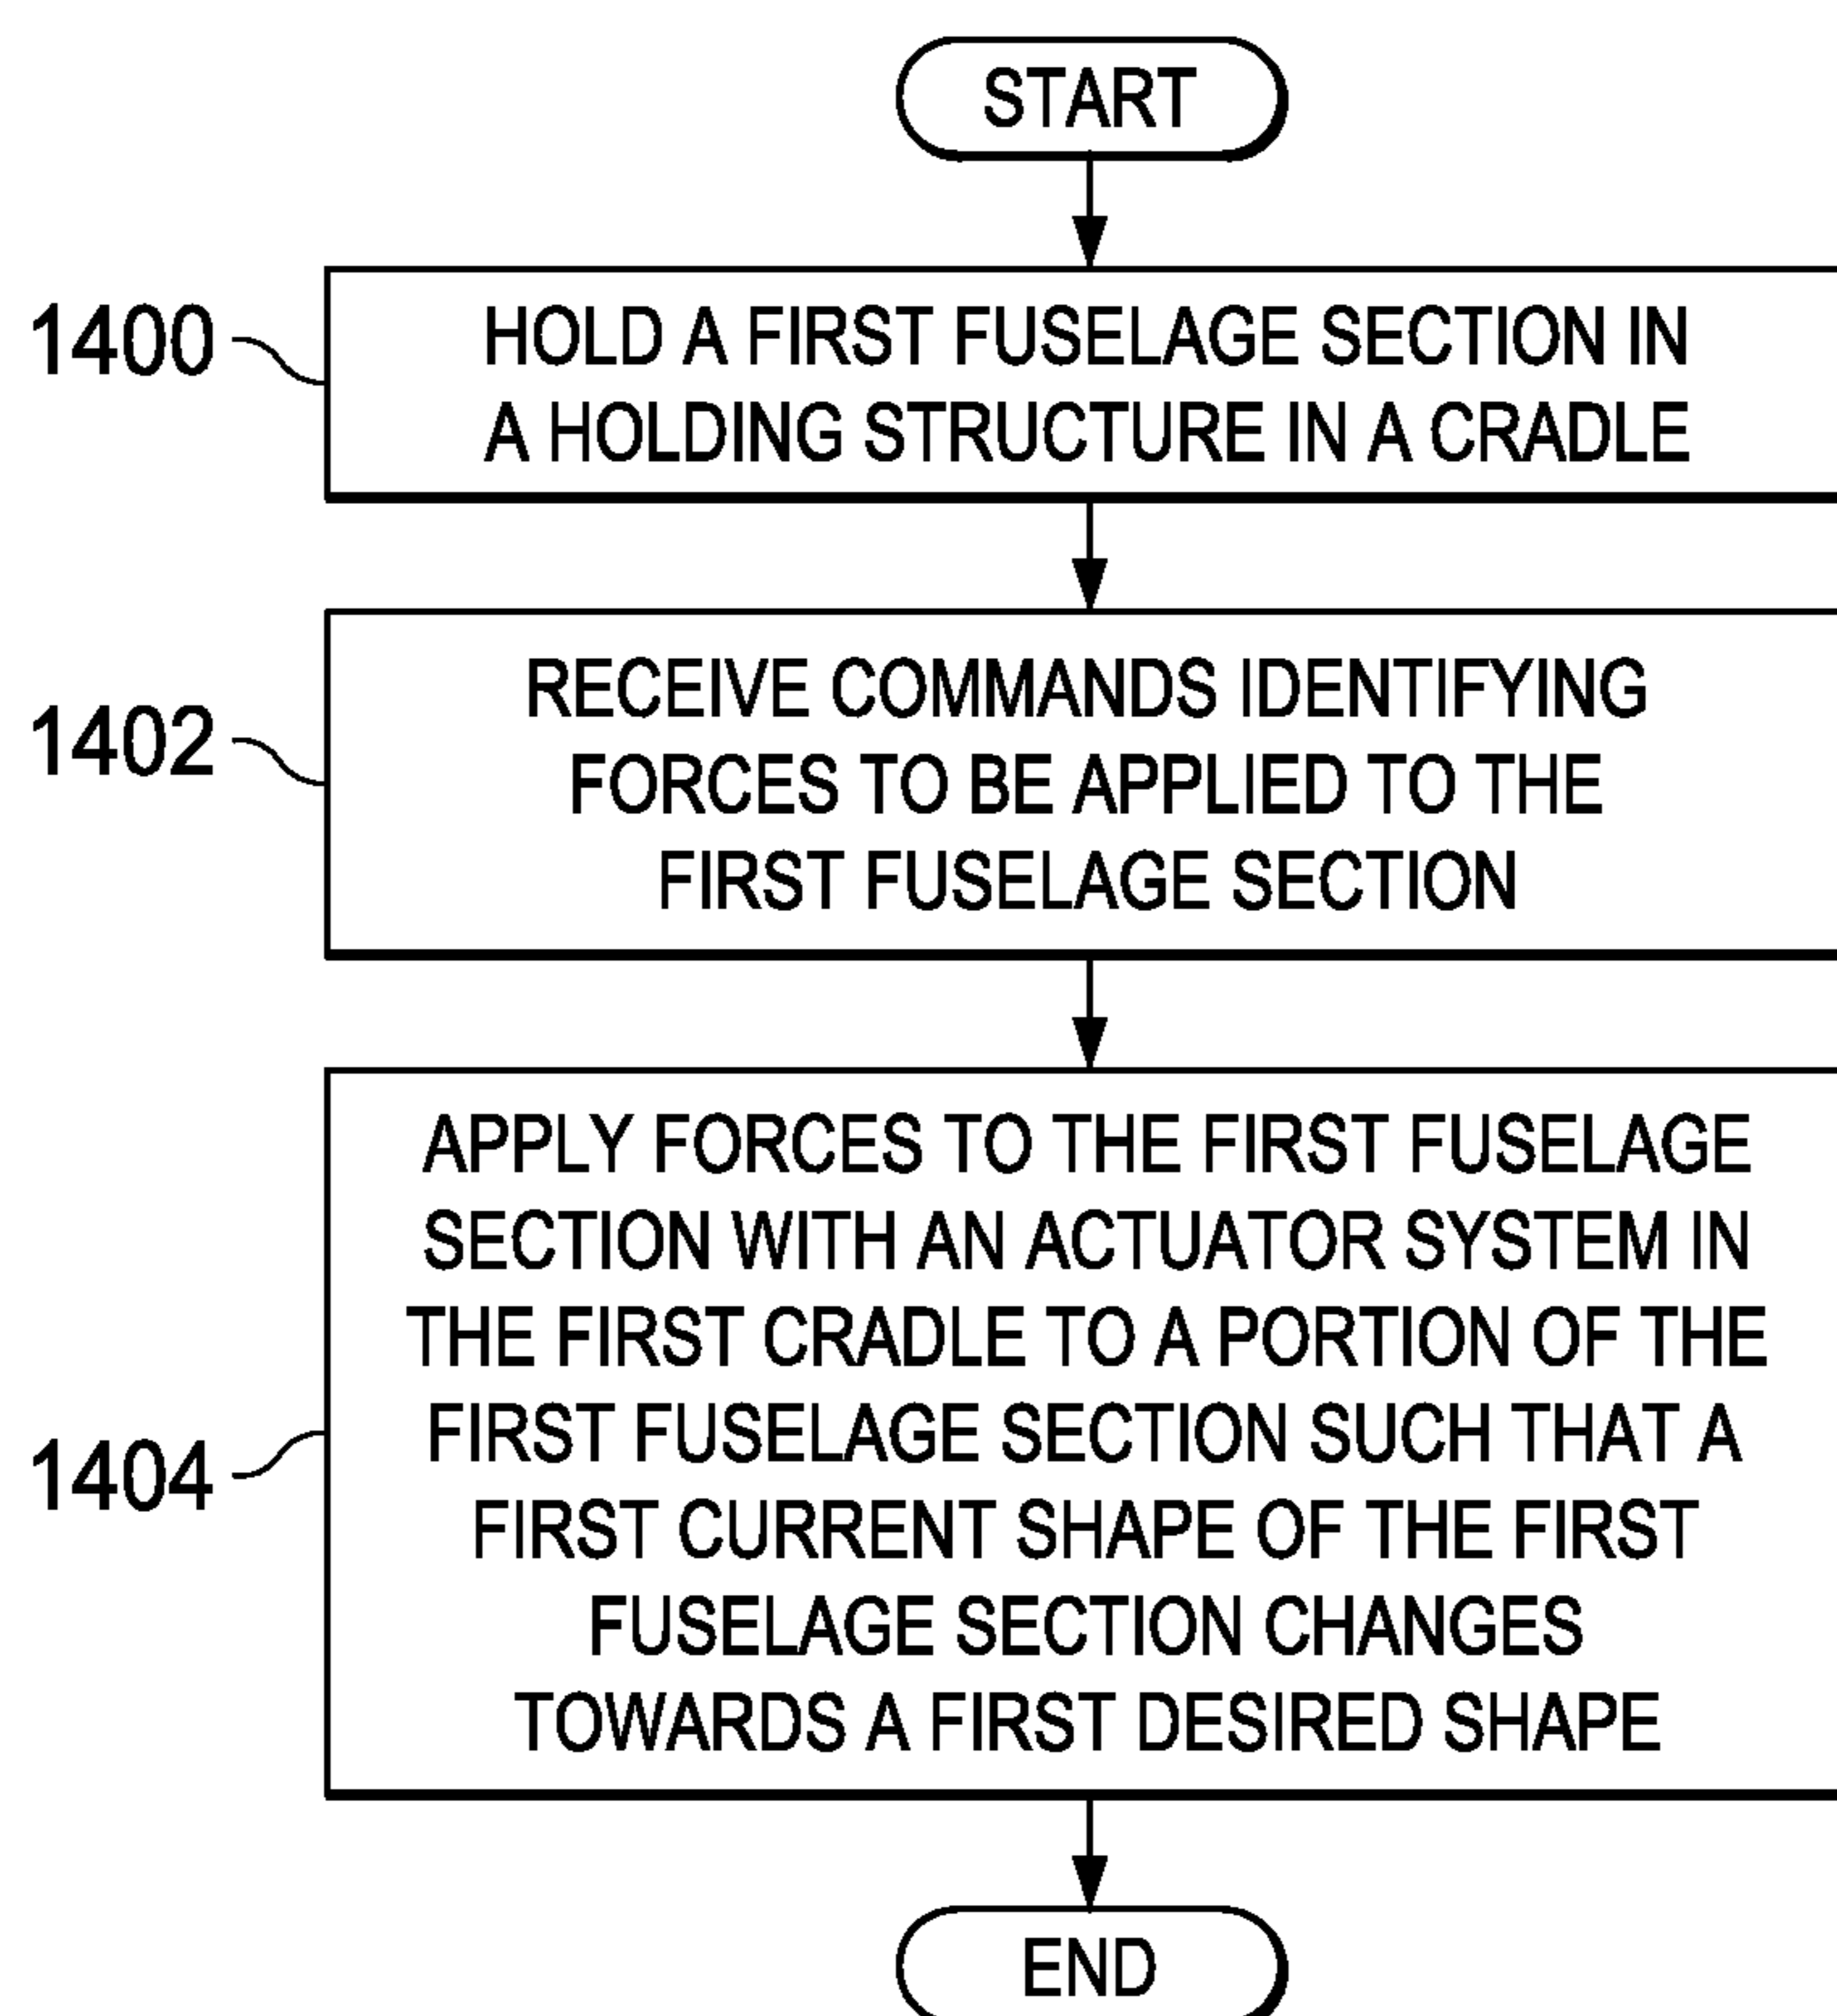 START
1400
HOLD A FIRST FUSELAGE SECTION IN
A HOLDING STRUCTURE IN A CRADLE
1402
RECEIVE COMMANDS IDENTIFYING
FORCES TO BE APPLIED TO THE
FIRST FUSELAGE SECTION
1404
APPLY FORCES TO THE FIRST FUSELAGE
SECTION WITH AN ACTUATOR SYSTEM IN
THE FIRST CRADLE TO A PORTION OF THE
FIRST FUSELAGE SECTION SUCH THAT A
FIRST CURRENT SHAPE OF THE FIRST
FUSELAGE SECTION CHANGES
TOWARDS A FIRST DESIRED SHAPE
END